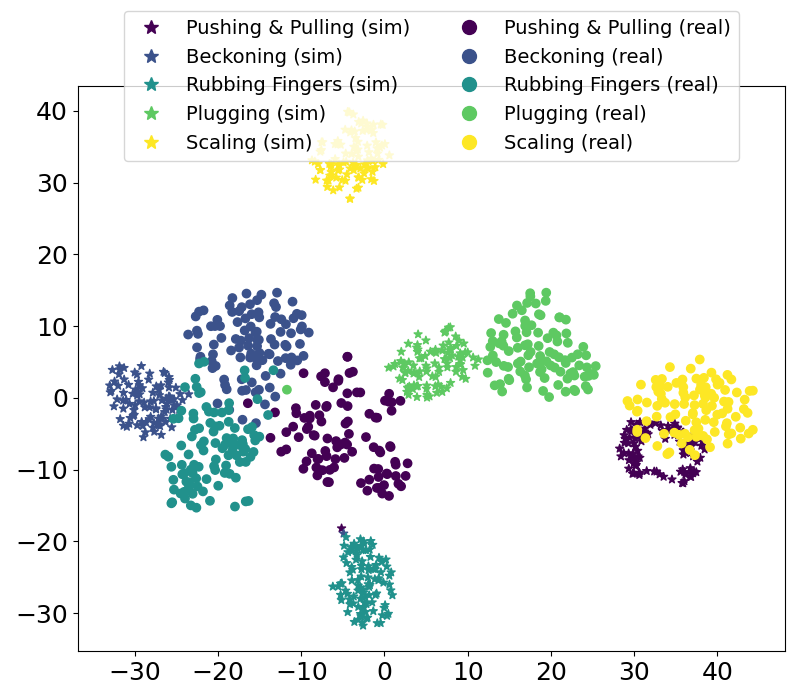 Pushing & Pulling (sim) Pushing & Pulling (real)
Beckoning (sim) Beckoning (real)
Rubbing Fingers (sim) Rubbing Fingers (real)
Plugging (sim) Plugging (real)
Scaling (sim) Scaling (real)
40
30
20
10
0
−10
−20
−30
−30 −20 −10 0 10 20 30 40